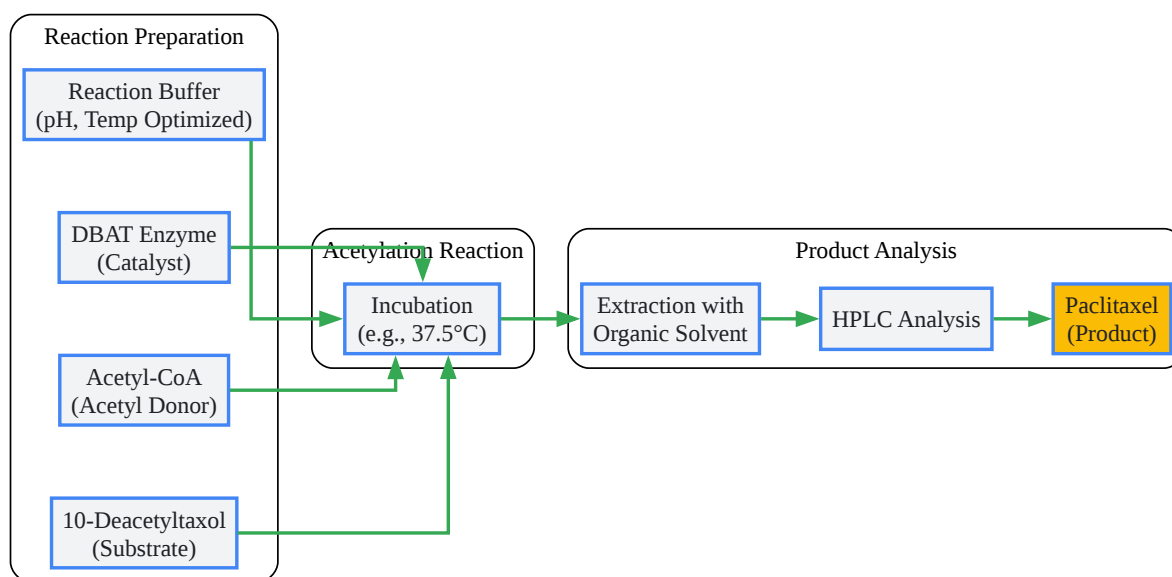 Reaction Preparation
Reaction Buffer
(pH, Temp Optimized)
DBAT Enzyme
(Catalyst)
Acetyl-CoA
(Acetyl Donor)
10-Deacetyltaxol
(Substrate)
Acetylation Reaction
Incubation
(e.g., 37.5°C)
Product Analysis
Extraction with
Organic Solvent
HPLC Analysis
Paclitaxel
(Product)